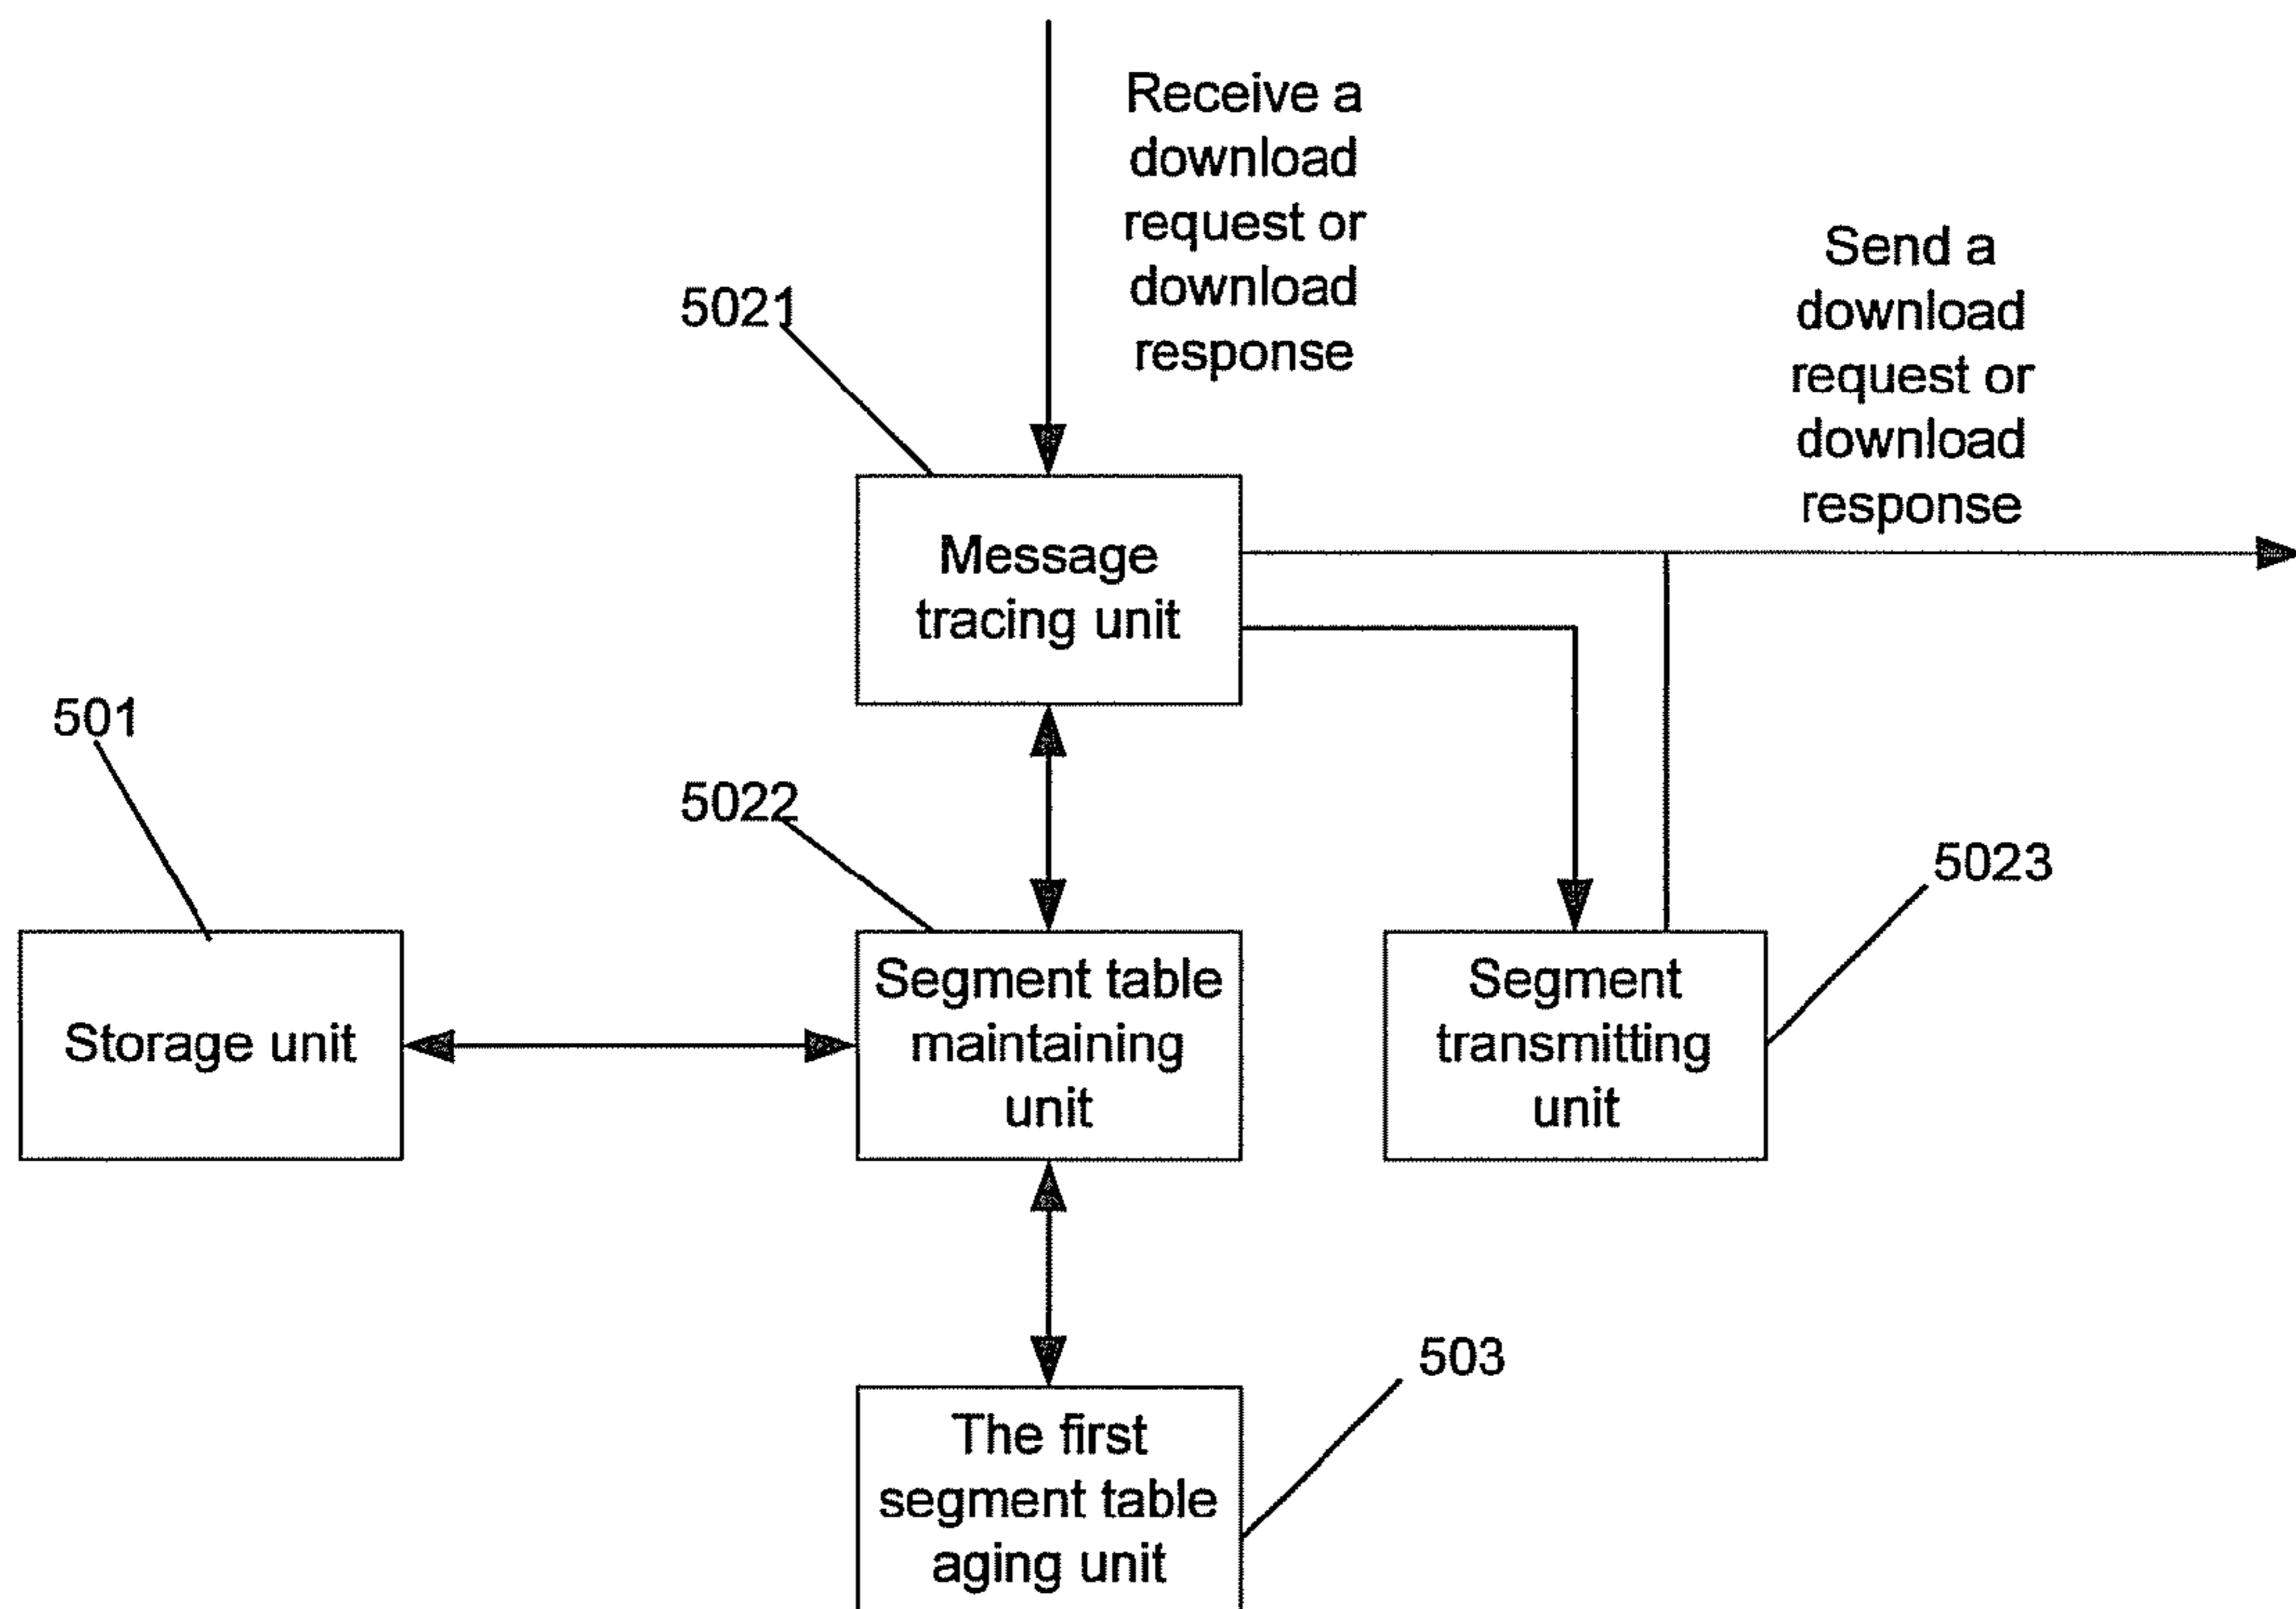 Receive a
download
request or
download
response
Send a
download
request or
download
response
5021
Message
tracing unit
501
5022
5023
Storage unit
Segment table
maintaining
unit
Segment
transmitting
unit
503
The first
segment table
aging unit